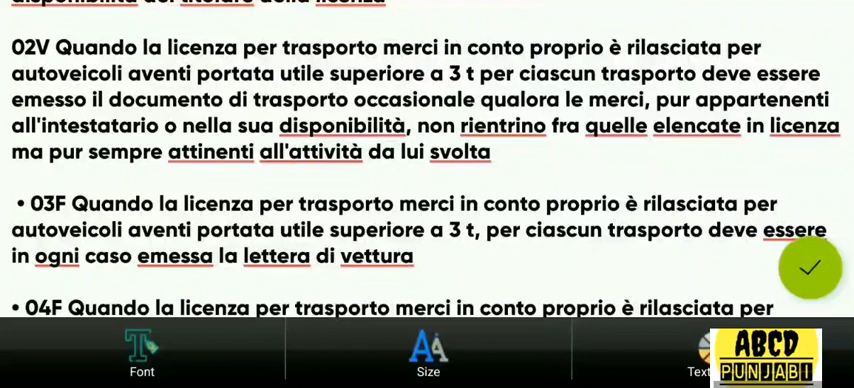 disponibilità del titolare della licenza
02V Quando la licenza per trasporto merci in conto proprio è rilasciata per
autoveicoli aventi portata utile superiore a 3 t per ciascun trasporto deve essere
emesso il documento di trasporto occasionale qualora le merci, pur appartenenti
all'intestatario o nella sua disponibilità, non rientrino fra quelle elencate in licenza
ma pur sempre attinenti all'attività da lui svolta
• 03F Quando la licenza per trasporto merci in conto proprio è rilasciata per
autoveicoli aventi portata utile superiore a 3 t, per ciascun trasporto deve essere
in ogni caso emessa la lettera di vettura
• 04F Quando la licenza per trasporto merci in conto proprio è rilasciata per
Font
Size
Text
ABCD
PUNJABI